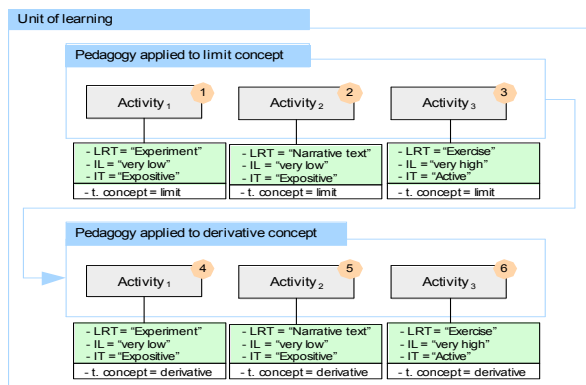 Unit of learning
Pedagogy applied to limit concept
1
2
3
Activity 1
Activity 2
Activity 3
- LRT = “Experiment”
- IL = “very low”
- IT = “Expositive”
- t. concept = limit
- LRT = “Narrative text”
- IL = “very low”
- IT = “Expositive”
- t. concept = limit
- LRT = “Exercise”
- IL = “very high”
- IT = “Active”
- t. concept = limit
Pedagogy applied to derivative concept
4
5
6
Activity 1
Activity 2
Activity 3
- LRT = “Experiment”
- IL = “very low”
- IT = “Expositive”
- t. concept = derivative
- LRT = “Narrative text”
- IL = “very low”
- IT = “Expositive”
- t. concept = derivative
- LRT = “Exercise”
- IL = “very high”
- IT = “Active”
- t. concept = derivative